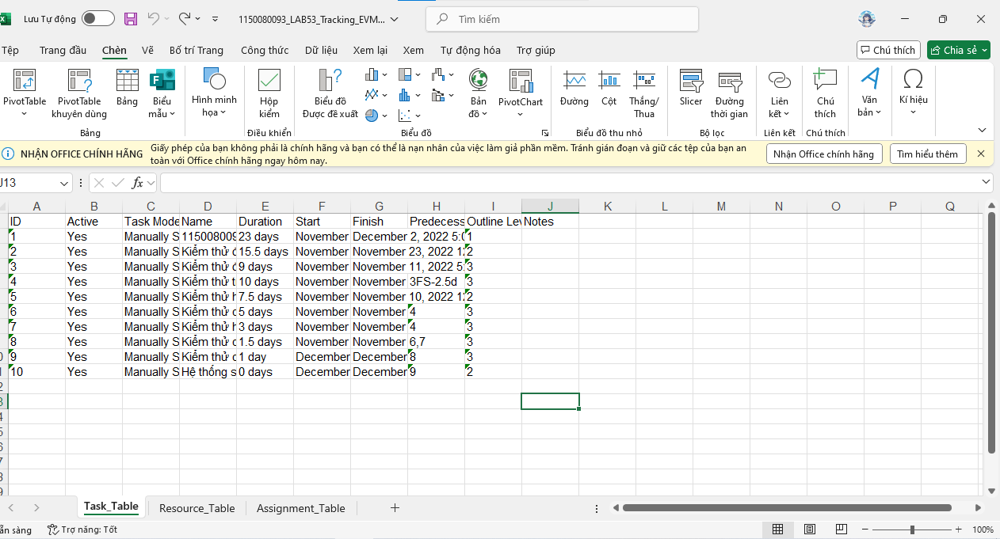 Lưu Tự động
1150080093_LAB53_Tracking_EVM...
Tìm kiếm
Tệp Trang đầu Chèn Vẽ Bố trí Trang Công thức Dữ liệu Xem lại Xem Tự động hóa Trợ giúp
Chú thích Chia sẻ
PivotTable
PivotTable khuyên dùng
Bảng
Biểu mẫu
Hình minh họa
Hộp kiểm
Biểu đồ Được đề xuất
Bản đồ
PivotChart
Đường
Cột
Thắng/ Thua
Slicer
Đường thời gian
Liên kết
Chú thích
Văn bản
Kí hiệu
Bảng Điều khiển Biểu đồ Biểu đồ thu nhỏ Bộ lọc Liên kết Chú thích
NHẬN OFFICE CHÍNH HÃNG
Giấy phép của bạn không phải là chính hãng và bạn có thể là nạn nhân của việc làm giả phần mềm. Tránh gián đoạn và giữ các tệp của bạn an
toàn với Office chính hãng ngay hôm nay.
Nhận Office chính hãng Tìm hiểu thêm
J13 fx
A B C D E F G H I J K L M N O P Q
ID Active Task Mode Name Duration Start Finish Predecess Outline Lev Notes
1 Yes Manually S 115008009 23 days November December 2, 2022 5:0 1
2 Yes Manually S Kiểm thử 15.5 days November November 23, 2022 12 2
3 Yes Manually S Kiểm thử 9 days November November 11, 2022 5: 3
4 Yes Manually S Kiểm thử t 10 days November November 3FS-2.5d 3
5 Yes Manually S Kiểm thử h 7.5 days November November 10, 2022 12 2
6 Yes Manually S Kiểm thử 5 days November November 4 3
7 Yes Manually S Kiểm thử h 3 days November November 4 3
8 Yes Manually S Kiểm thử 1.5 days November November 6,7 3
9 Yes Manually S Kiểm thử 1 day December December 8 3
10 Yes Manually S Hệ thống s 0 days December December 9 2
Task_Table Resource_Table Assignment_Table
Trợ năng: Tốt
100%